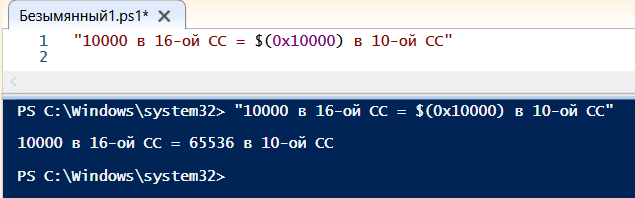 Безымянный1.ps1* X
1 "10000 в 16-ой СС = $(0x10000) в 10-ой СС"
2
PS C:\Windows\system32> "10000 в 16-ой СС = $(0x10000) в 10-ой СС"
10000 в 16-ой СС = 65536 в 10-ой СС
PS C:\Windows\system32>